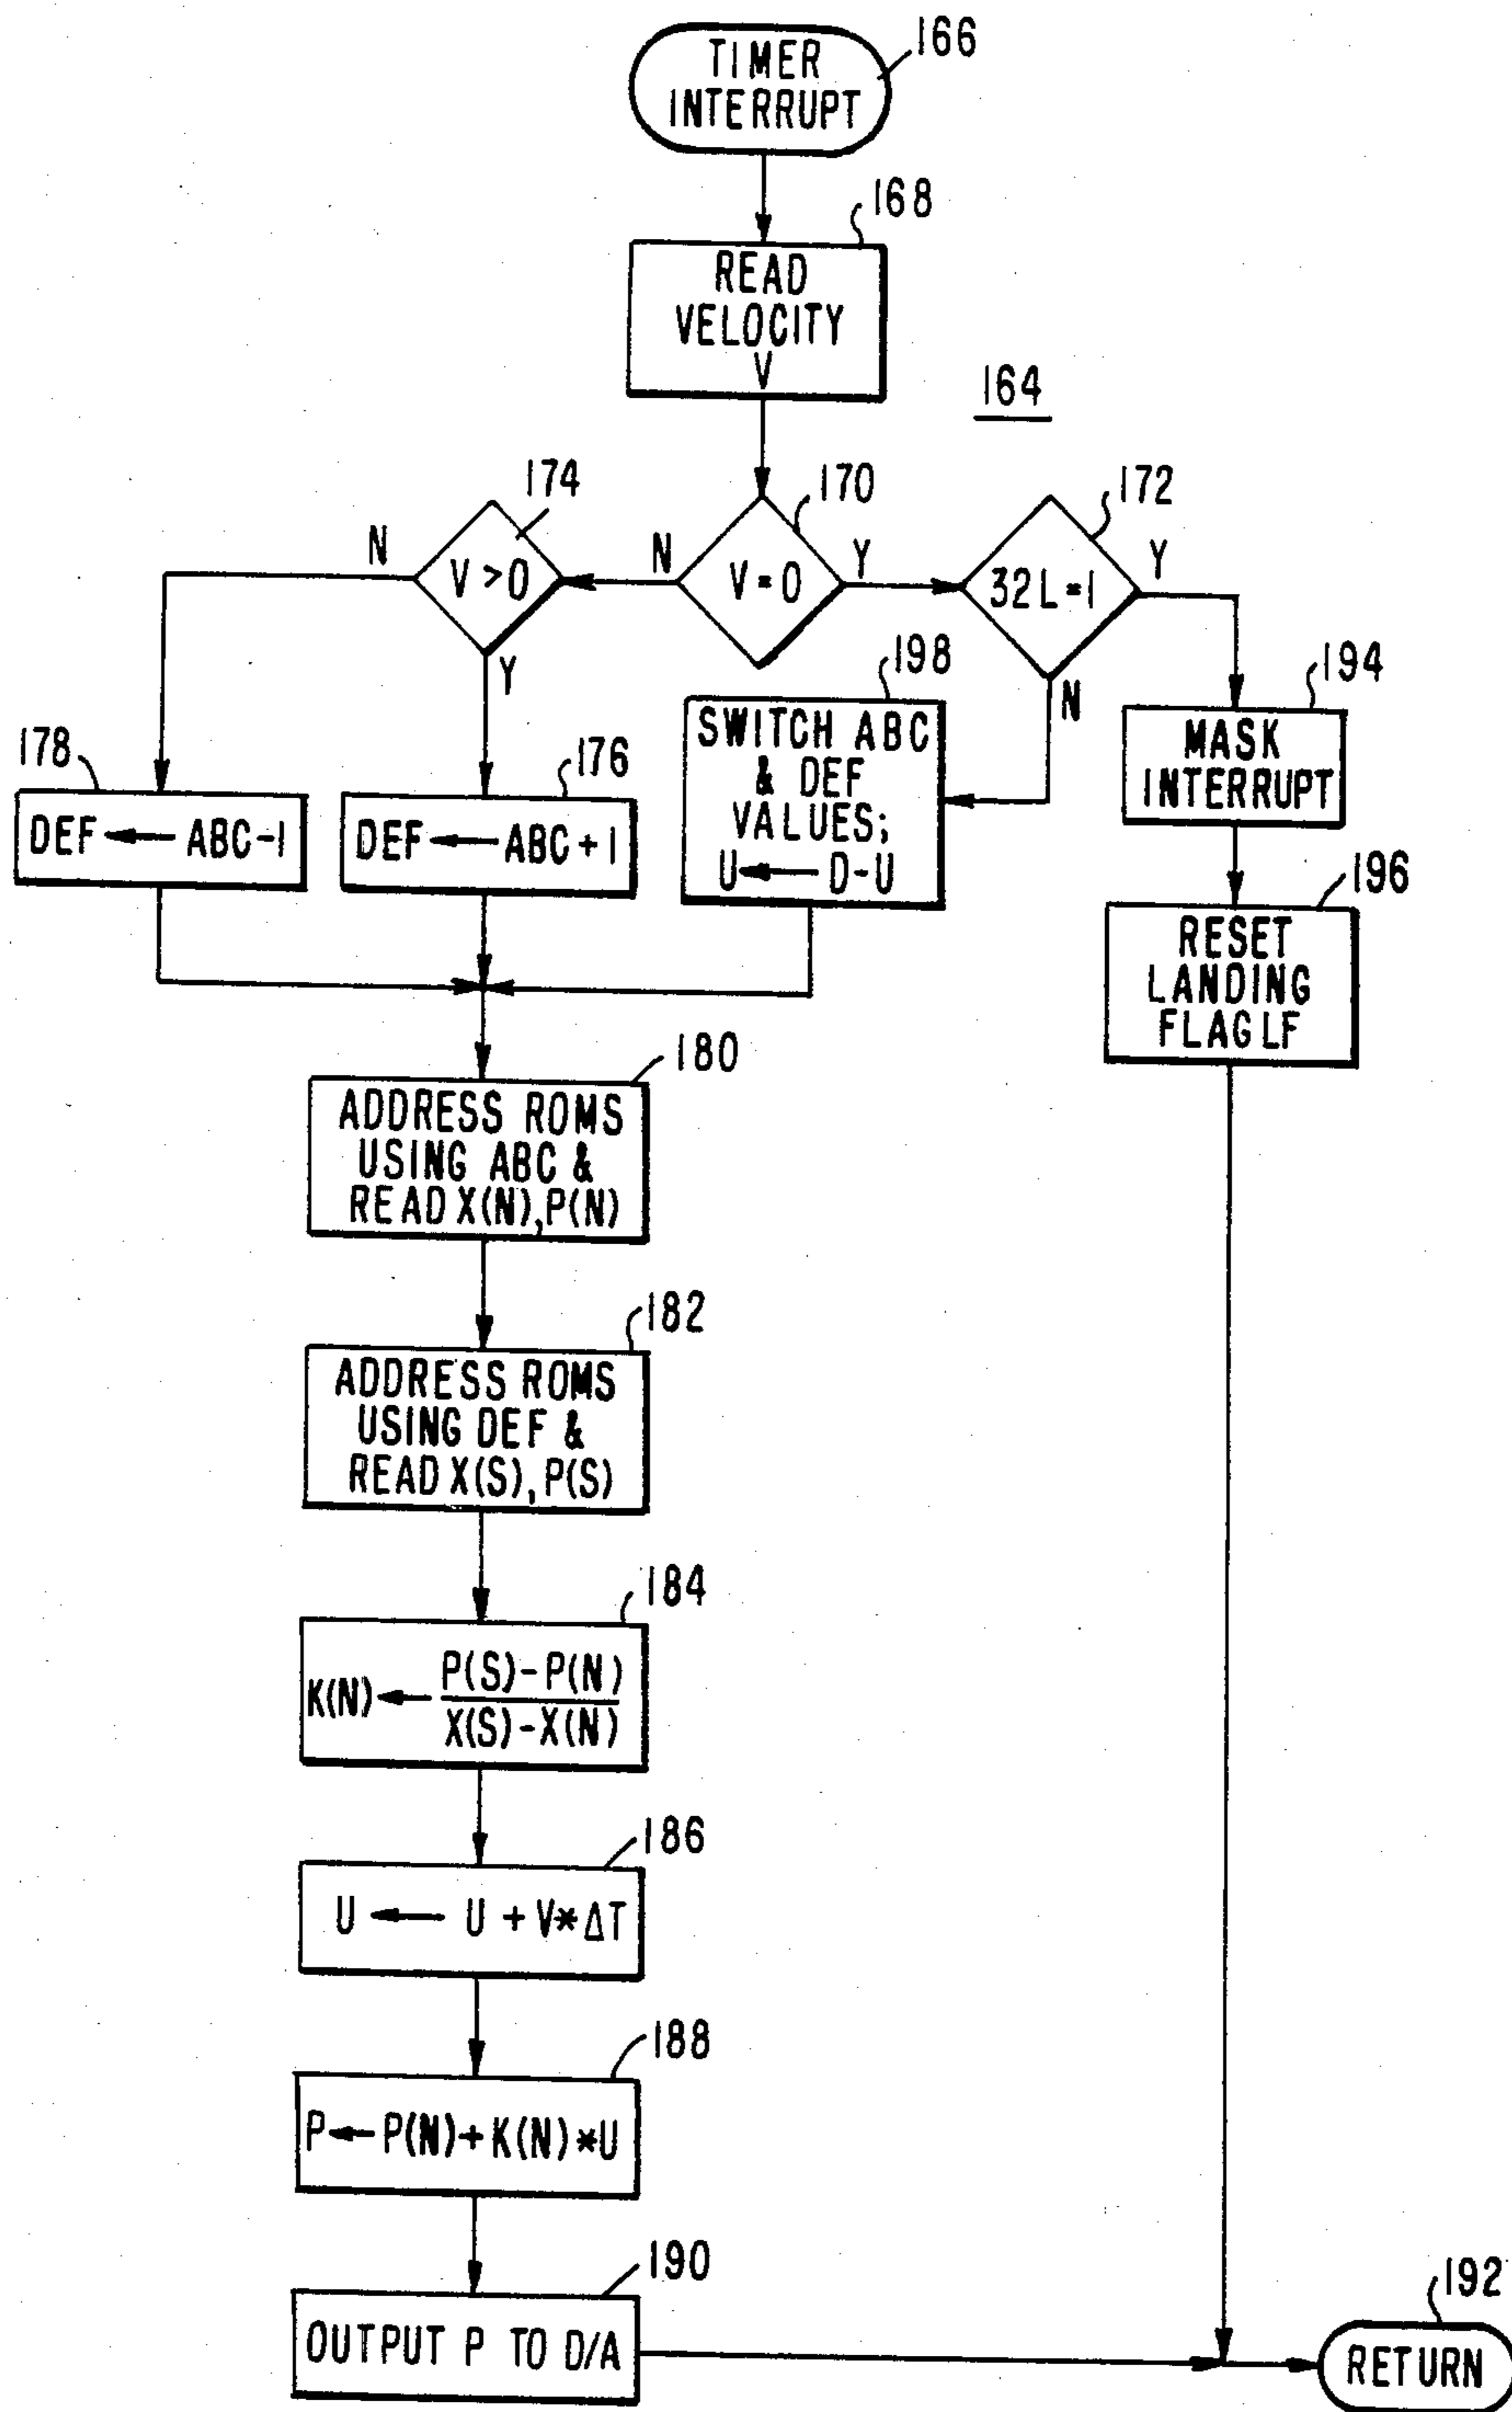 166
TIMER
INTERRUPT
168
READ
VELOCITY
V
164
174
170
172
N
V>0
N
V=0
Y
32L=1
Y
Y
N
198
SWITCH ABC
& DEF
VALUES;
U ← D-U
194
MASK
INTERRUPT
178
DEF ← ABC-1
176
DEF ← ABC+1
196
RESET
LANDING
FLAG LF
180
ADDRESS ROMS
USING ABC &
READ X(N), P(N)
182
ADDRESS ROMS
USING DEF &
READ X(S), P(S)
184
K(N) ← P(S)-P(N)
X(S)-X(N)
186
U ← U + V*ΔT
188
P ← P(N)+K(N)*U
190
OUTPUT P TO D/A
192
RETURN